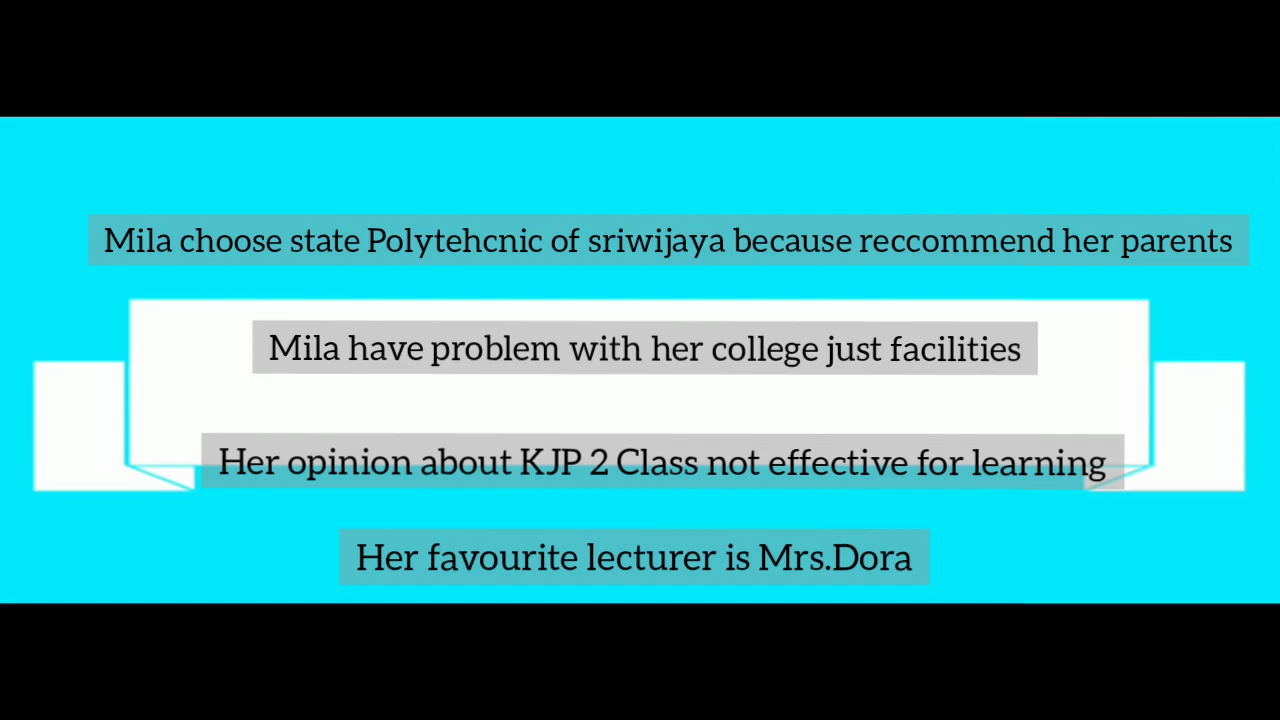 Mila choose state Polytehcnic of sriwijaya because reccommend her parents
Mila have problem with her college just facilities
Her opinion about KJP 2 Class not effective for learning
Her favourite lecturer is Mrs.Dora